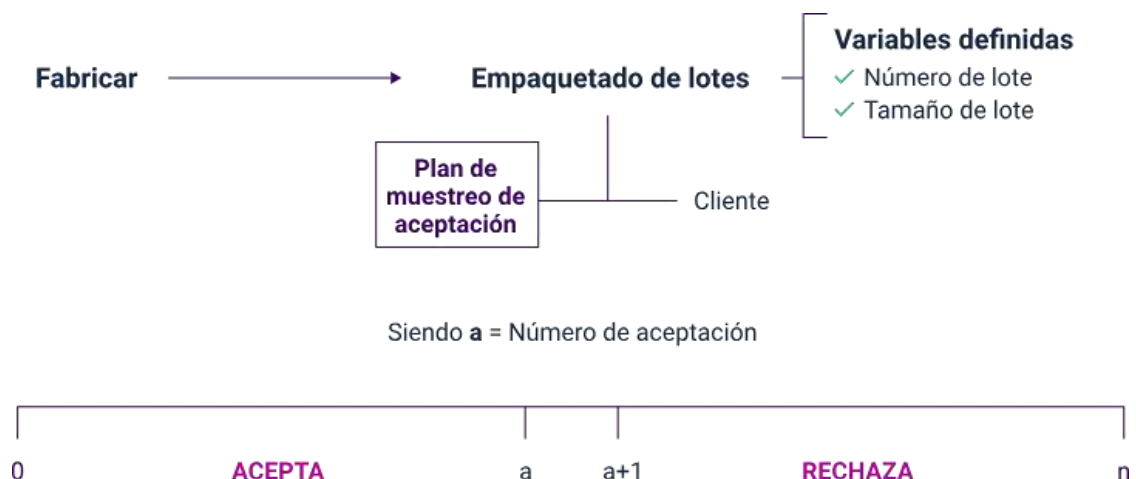 Fabricar
Empaquetado de lotes
Variables definidas
Número de lote
Tamaño de lote
Plan de
muestreo de
aceptación
Cliente
Siendo a = Número de aceptación
0 ACEPTA a a+1 RECHAZA n